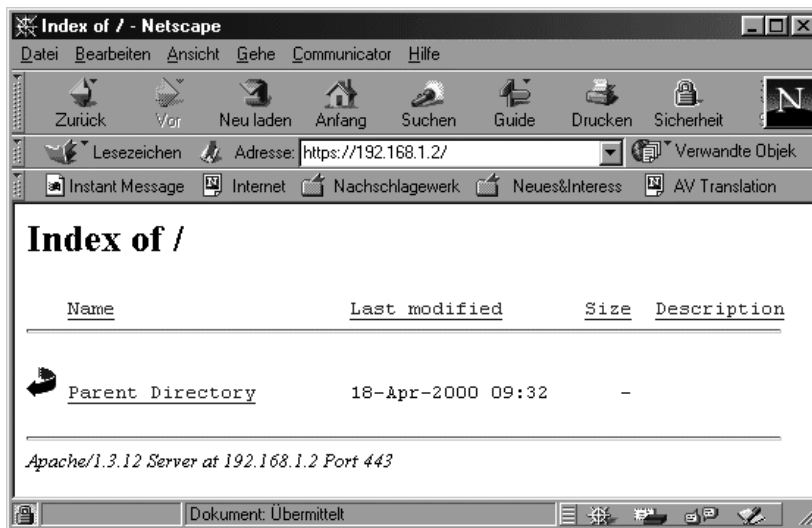 Index of / - Netscape
Datei Bearbeiten Ansicht Gehe Communicator Hilfe
Zurück Vor Neu laden Anfang Suchen Guide Drucken Sicherheit
N
Lesezeichen Adresse: https://192.168.1.2/ Verwandte Objek
Instant Message Internet Nachschlagewerk Neues&Interess AV Translation
Index of /
Name Last modified Size Description
Parent Directory 18-Apr-2000 09:32 -
Apache/1.3.12 Server at 192.168.1.2 Port 443
Dokument: Übermittelt